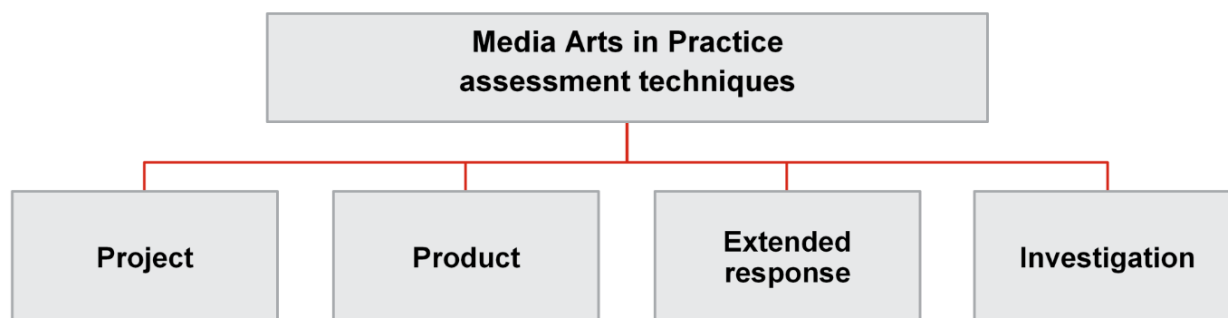 Media Arts in Practice
assessment techniques
Project
Product
Extended
response
Investigation